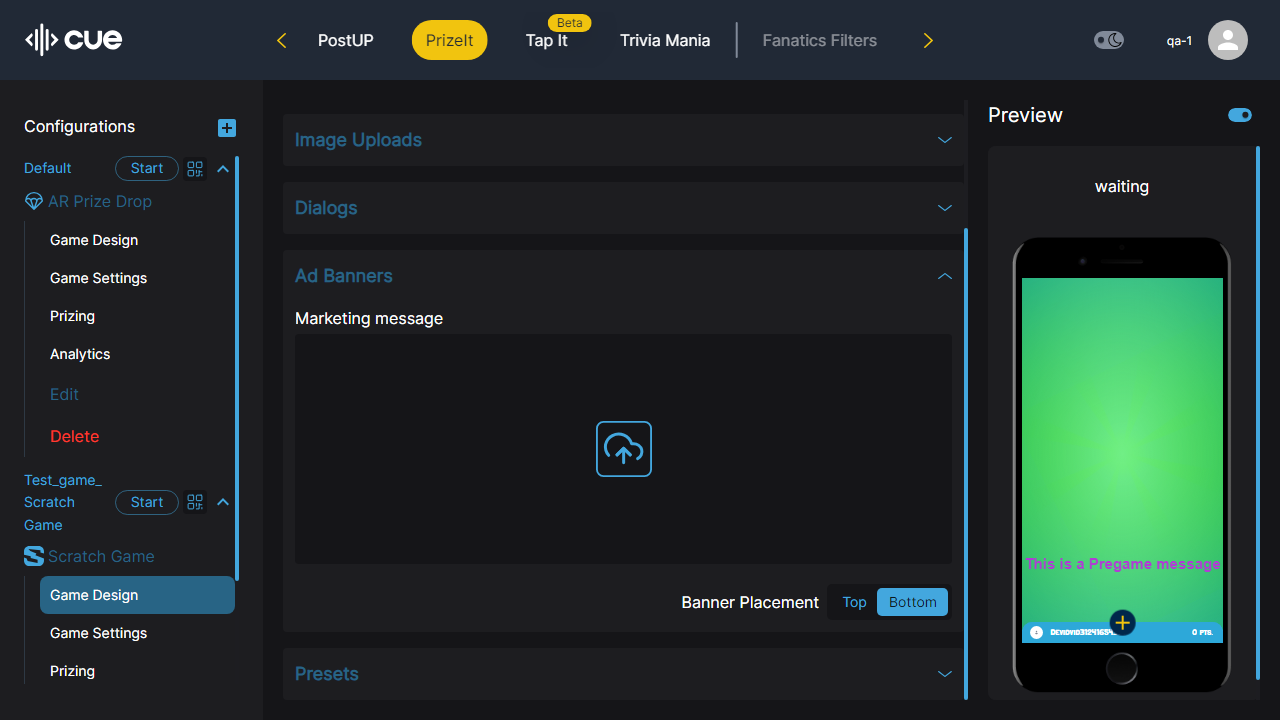 cue
PostUP
PrizeIt
Beta
Tap It
Trivia Mania
Fanatics Filters
qa-1
Configurations
Default
Start
AR Prize Drop
Game Design
Game Settings
Prizing
Analytics
Edit
Delete
Test_game_
Scratch
Game
Start
Scratch Game
Game Design
Game Settings
Prizing
Image Uploads
Dialogs
Ad Banners
Marketing message
Banner Placement
Top
Bottom
Presets
Preview
waiting
This is a Pregame message
0 PTS.